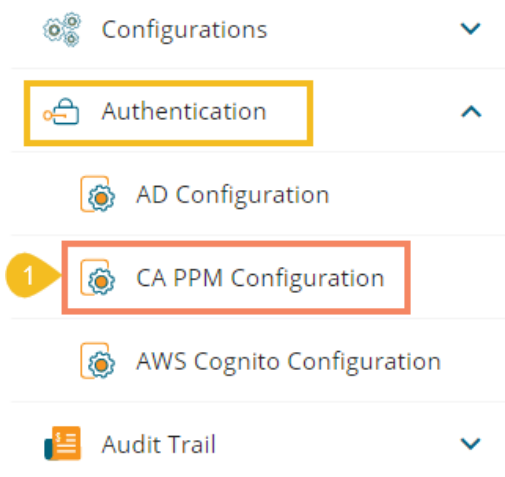 Configurations
Authentication
AD Configuration
1
CA PPM Configuration
AWS Cognito Configuration
Audit Trail